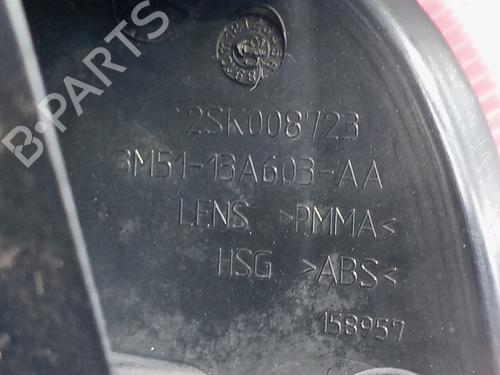 B-PARTS
2SK008723
3M51-13A603-AA
LENS >PMMA<
HSG >ABS<
158957